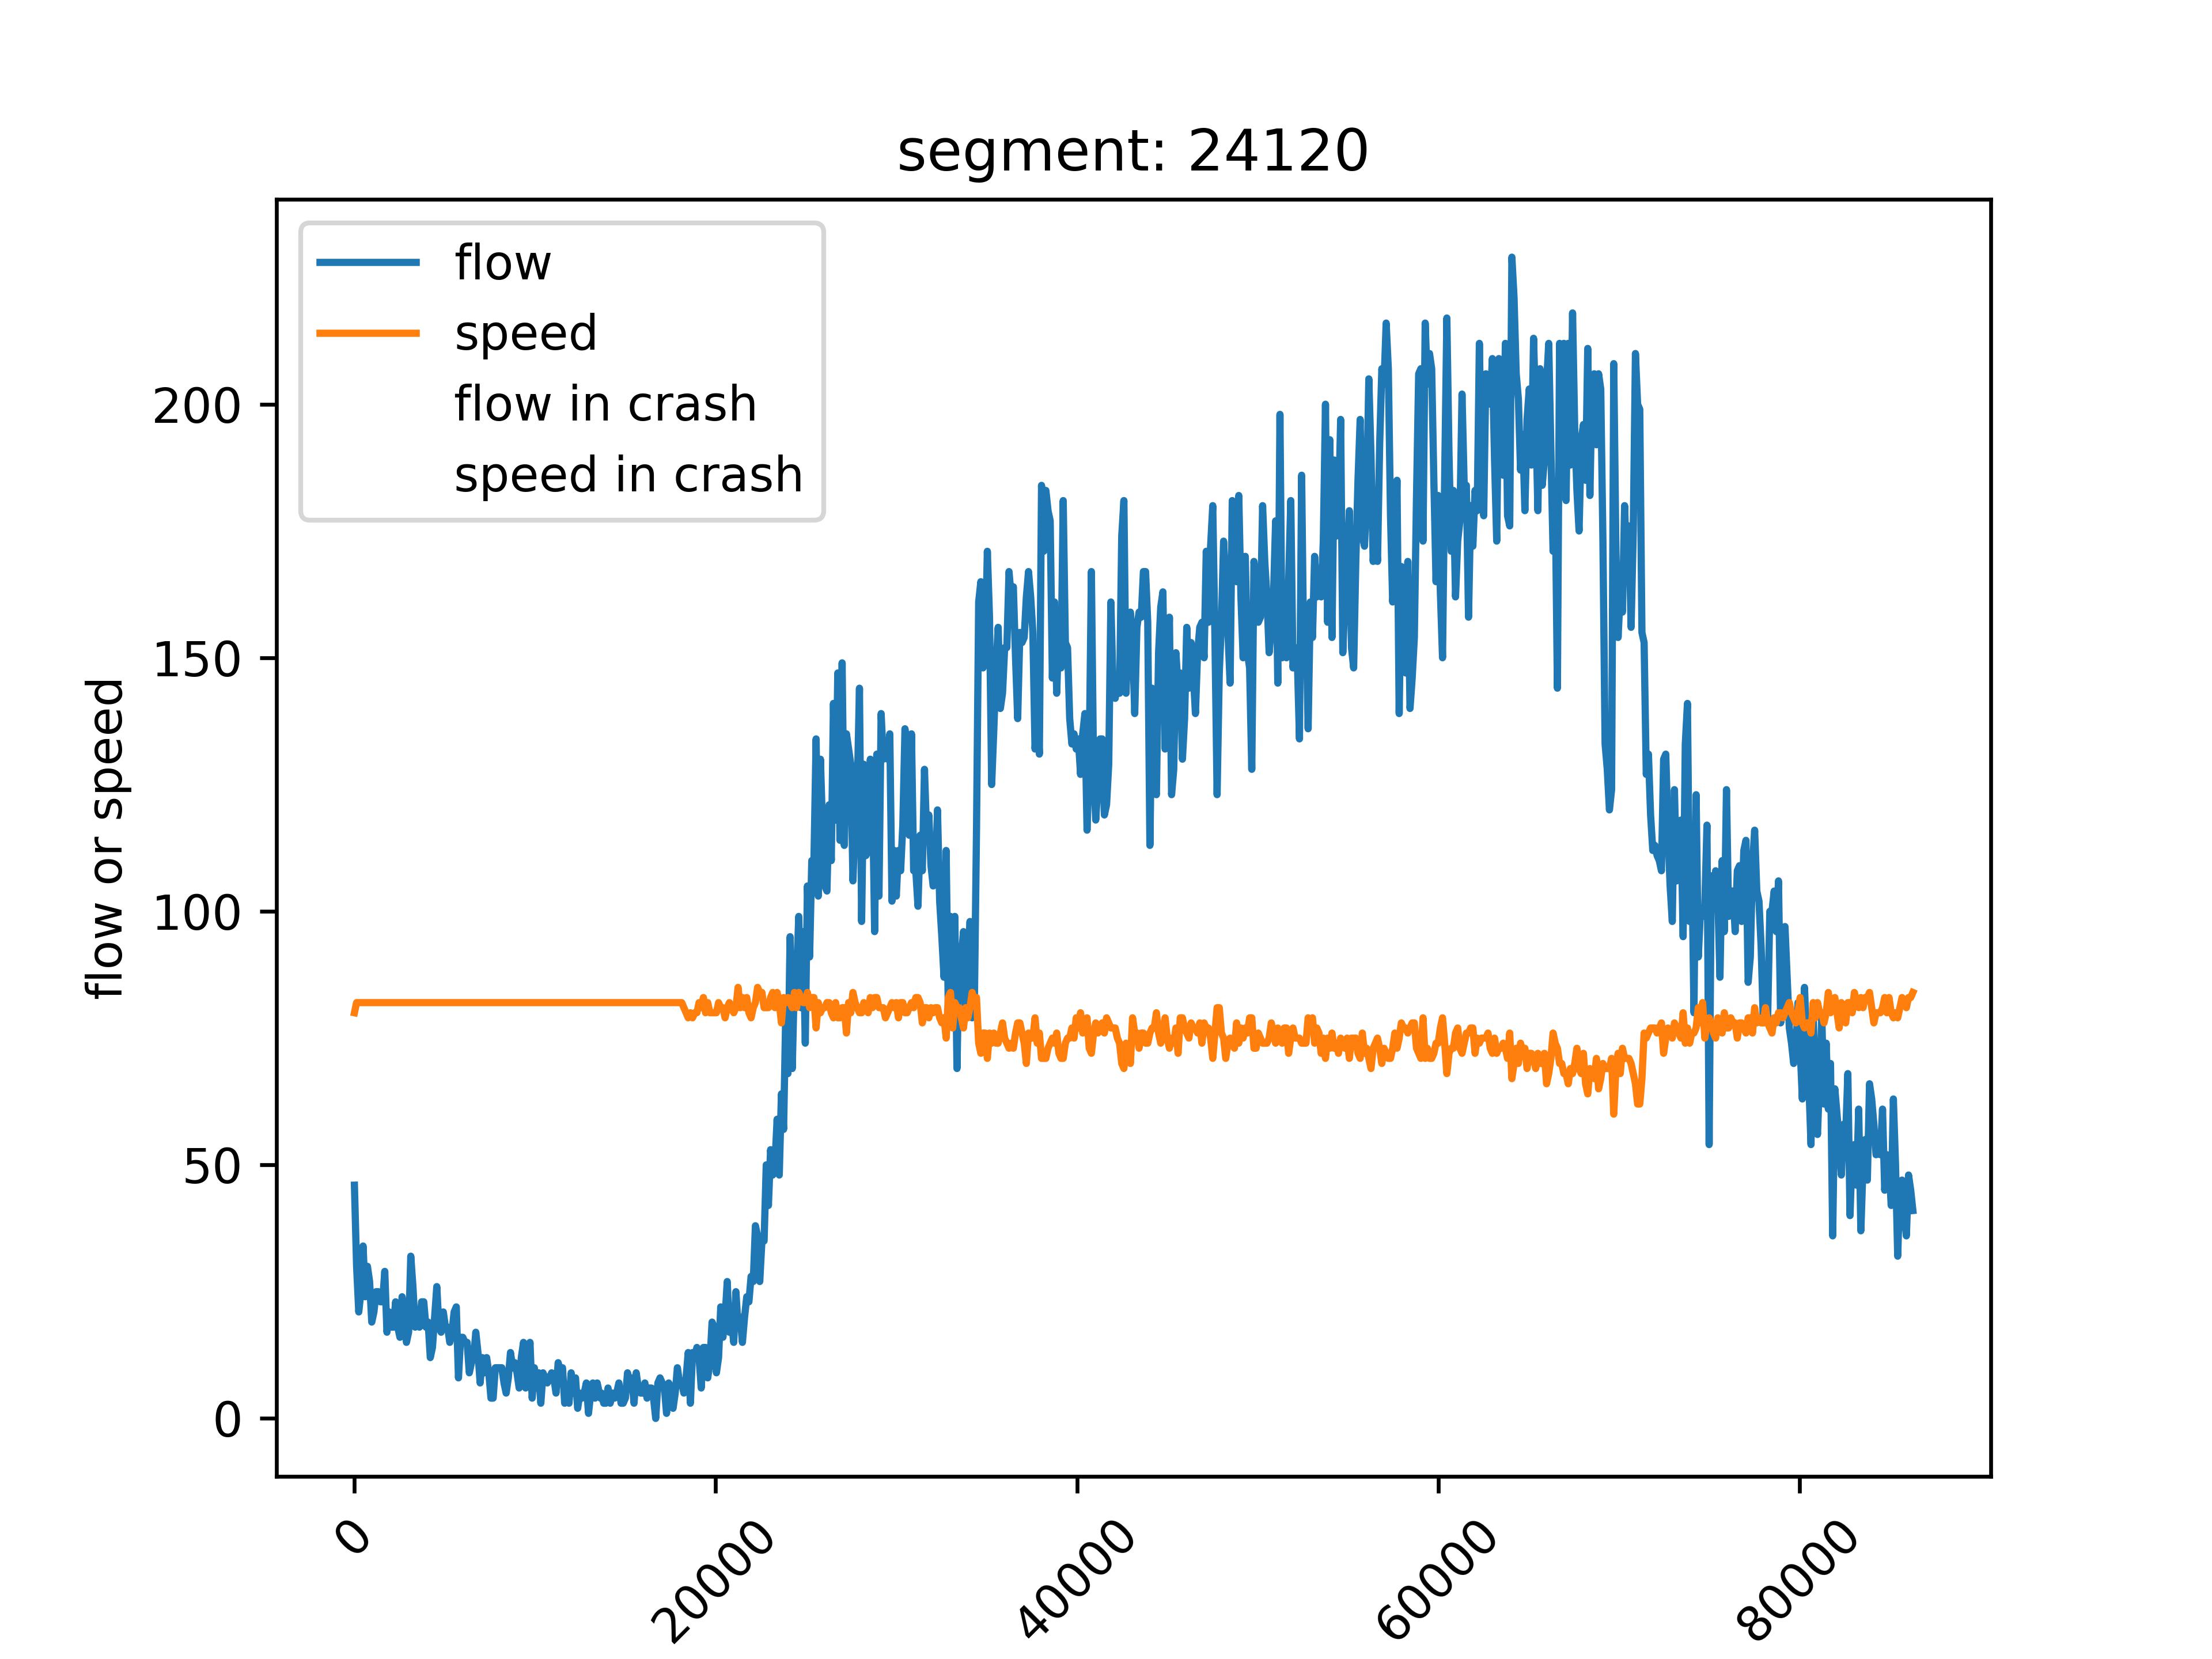 segment: 24120
flow
speed
flow in crash
speed in crash
flow or speed
200
150
100
50
0
0
20000
40000
60000
80000